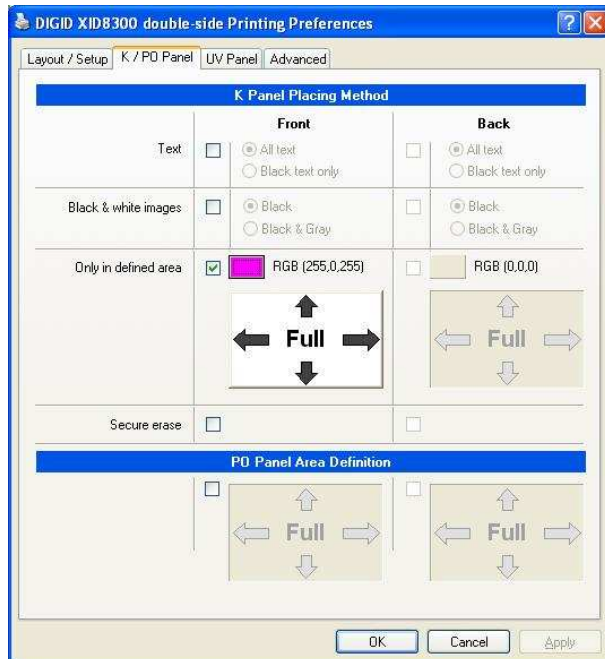 DIGID XID8300 double-side Printing Preferences
Layout / Setup K / PO Panel UV Panel Advanced
K Panel Placing Method
Front Back
Text All text All text
Black text only Black text only
Black & white images Black Black
Black & Gray Black & Gray
Only in defined area RGB (255,0,255) RGB (0,0,0)
Full Full
Secure erase
PO Panel Area Definition
Full Full
OK Cancel Apply